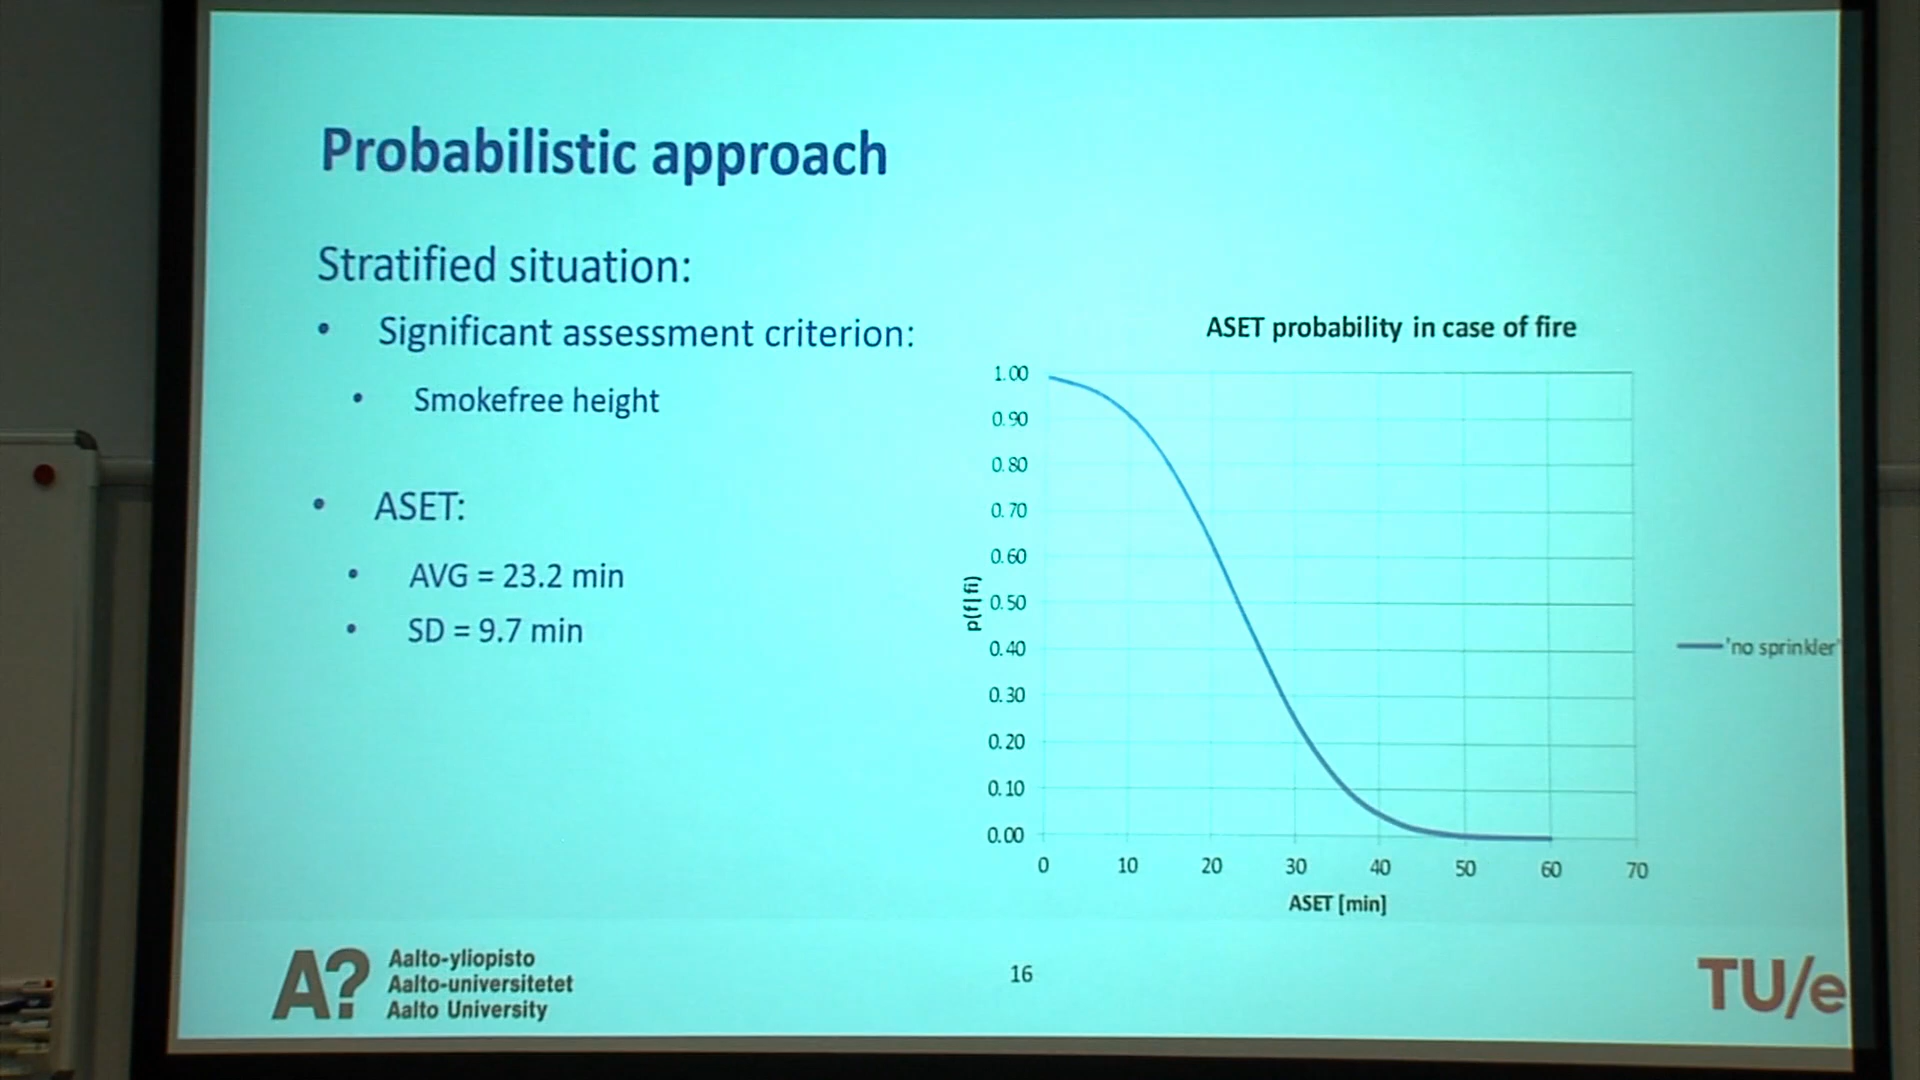 Probabilistic approach
Stratified situation:
• Significant assessment criterion:
• Smokefree height
• ASET:
• AVG = 23.2 min
• SD = 9.7 min
ASET probability in case of fire
1.00
0.90
0.80
0.70
0.60
0.50
0.40
0.30
0.20
0.10
0.00
p(f|fi)
0 10 20 30 40 50 60 70
ASET [min]
'no sprinkler'
A?
Aalto-yliopisto
Aalto-universitetet
Aalto University
16
TU/e